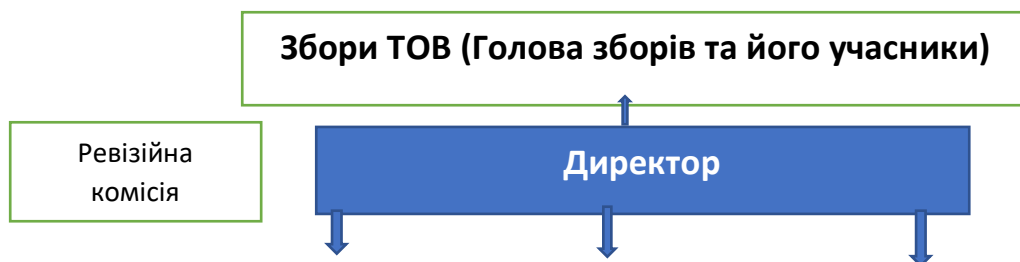 Збори ТОВ (Голова зборів та його учасники)
Ревізійна
комісія
Директор